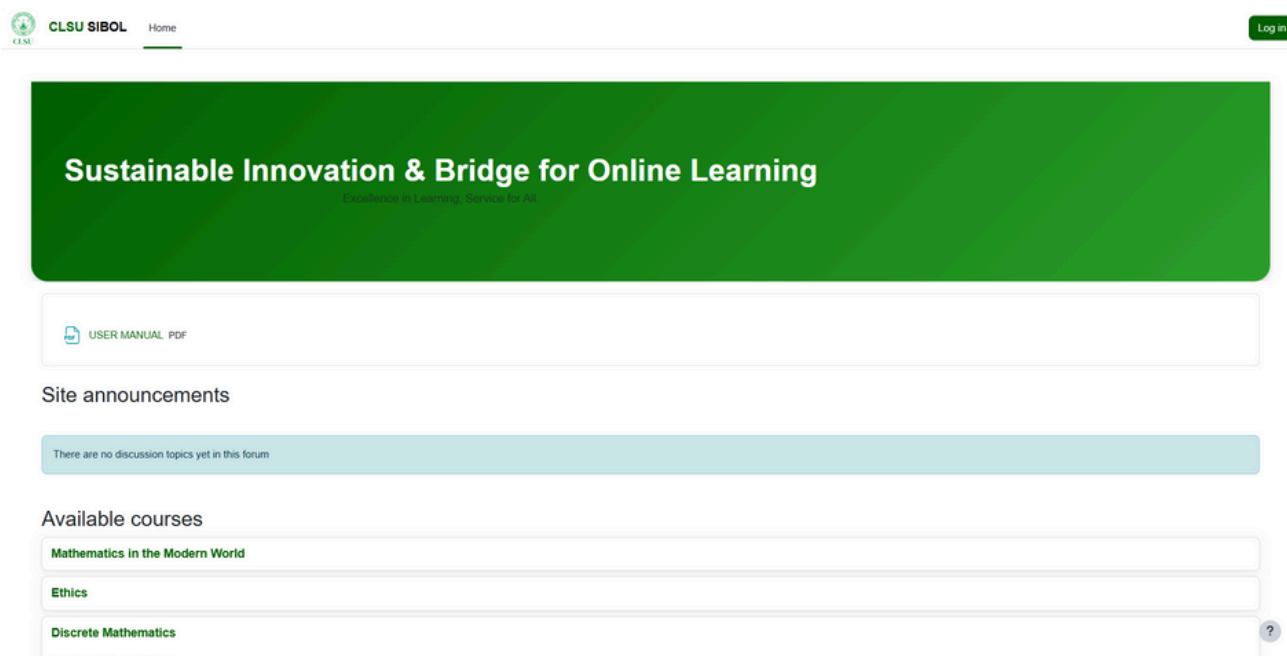 CLSU
CLSU SIBOL Home Log in
Sustainable Innovation & Bridge for Online Learning
Excellence in Learning, Service for All.
PDF USER MANUAL PDF
Site announcements
There are no discussion topics yet in this forum
Available courses
Mathematics in the Modern World
Ethics
Discrete Mathematics
?